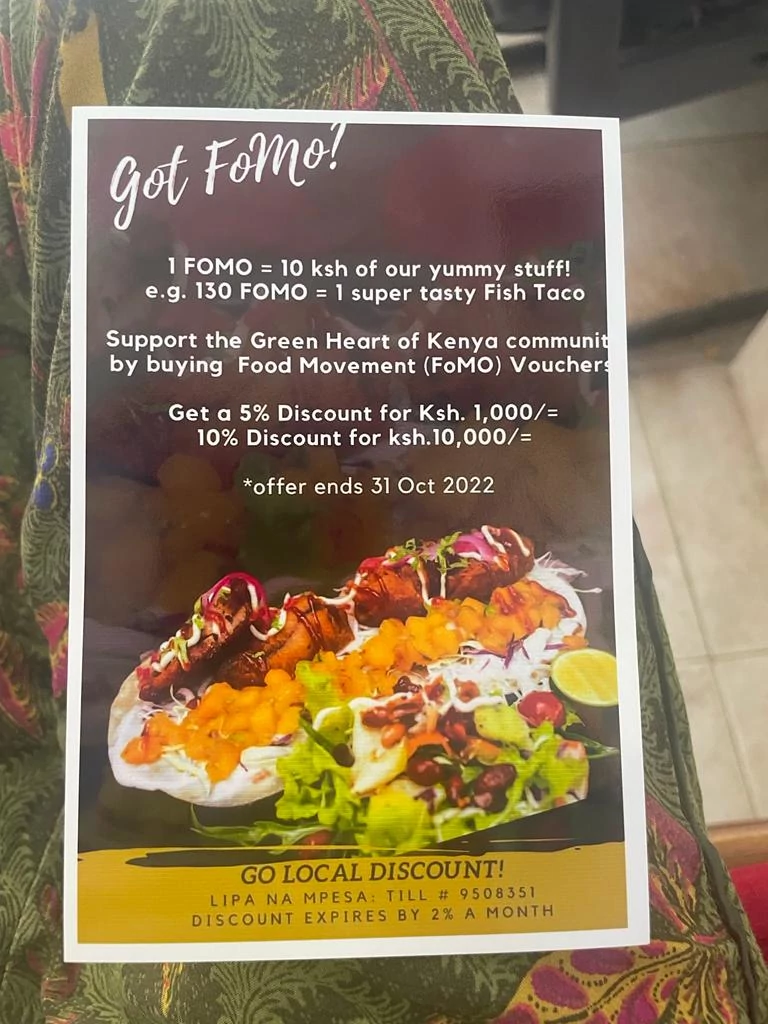 Got FoMo?
1 FOMO = 10 ksh of our yummy stuff!
e.g. 130 FOMO = 1 super tasty Fish Taco
Support the Green Heart of Kenya communit
by buying Food Movement (FoMO) Vouchers
Get a 5% Discount for Ksh. 1,000/=
10% Discount for ksh.10,000/=
*offer ends 31 Oct 2022
GO LOCAL DISCOUNT!
LIPA NA MPESA: TILL # 9508351
DISCOUNT EXPIRES BY 2% A MONTH